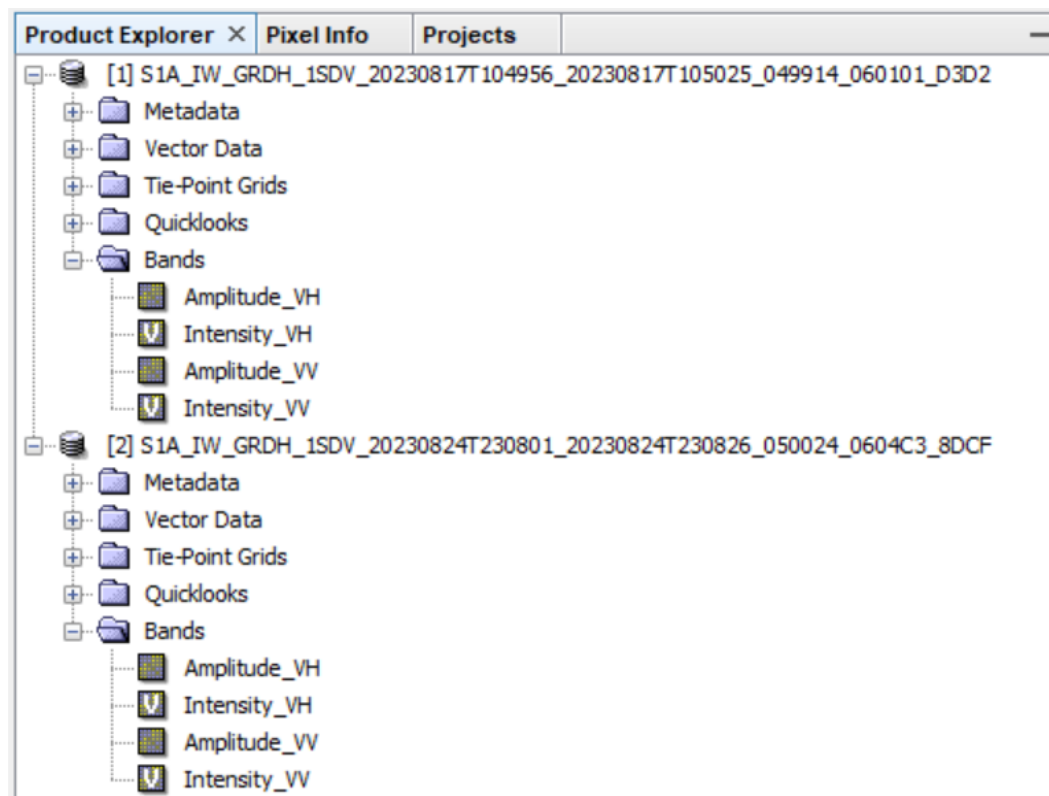 Product Explorer × Pixel Info Projects
[1] S1A_IW_GRDH_1SDV_20230817T104956_20230817T105025_049914_060101_D3D2
Metadata
Vector Data
Tie-Point Grids
Quicklooks
Bands
Amplitude_VH
Intensity_VH
Amplitude_VV
Intensity_VV
[2] S1A_IW_GRDH_1SDV_20230824T230801_20230824T230826_050024_0604C3_8DCF
Metadata
Vector Data
Tie-Point Grids
Quicklooks
Bands
Amplitude_VH
Intensity_VH
Amplitude_VV
Intensity_VV